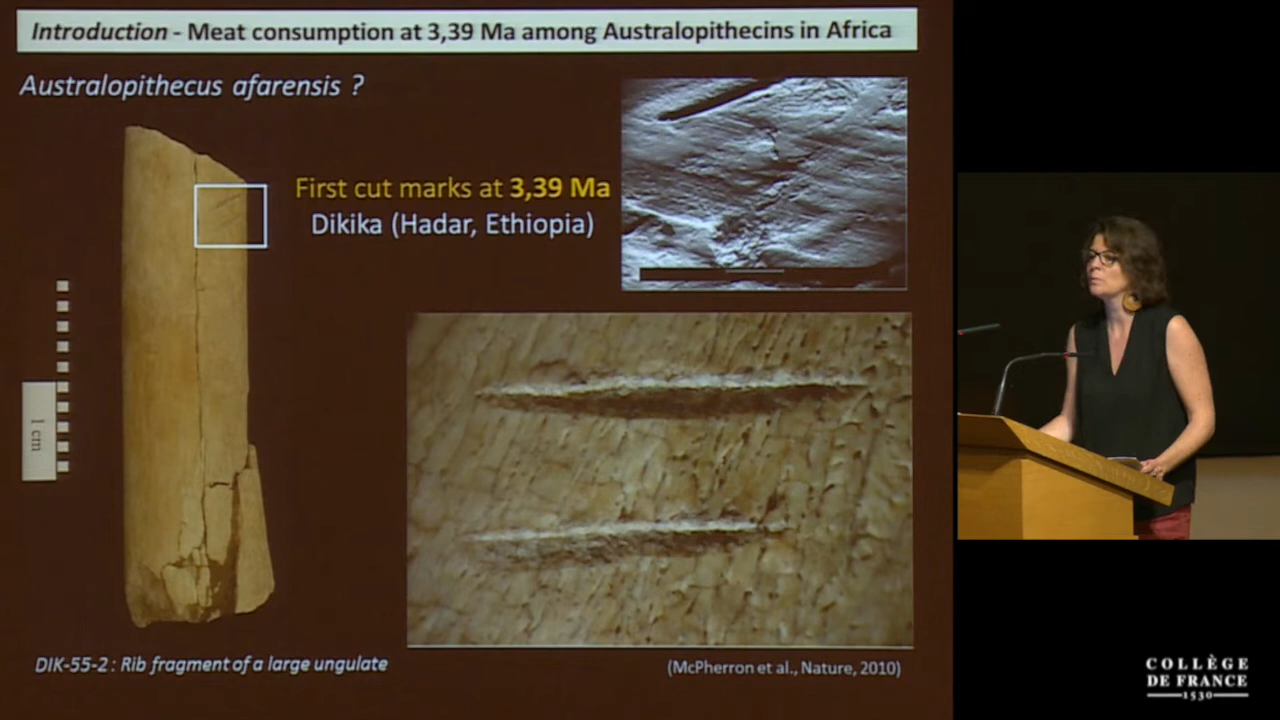 Introduction - Meat consumption at 3,39 Ma among Australopithecins in Africa
Australopithecus afarensis ?
First cut marks at 3,39 Ma
Dikika (Hadar, Ethiopia)
1 cm
DIK-55-2 : Rib fragment of a large ungulate
(McPherron et al., Nature, 2010)
COLLÈGE
DE FRANCE
1530